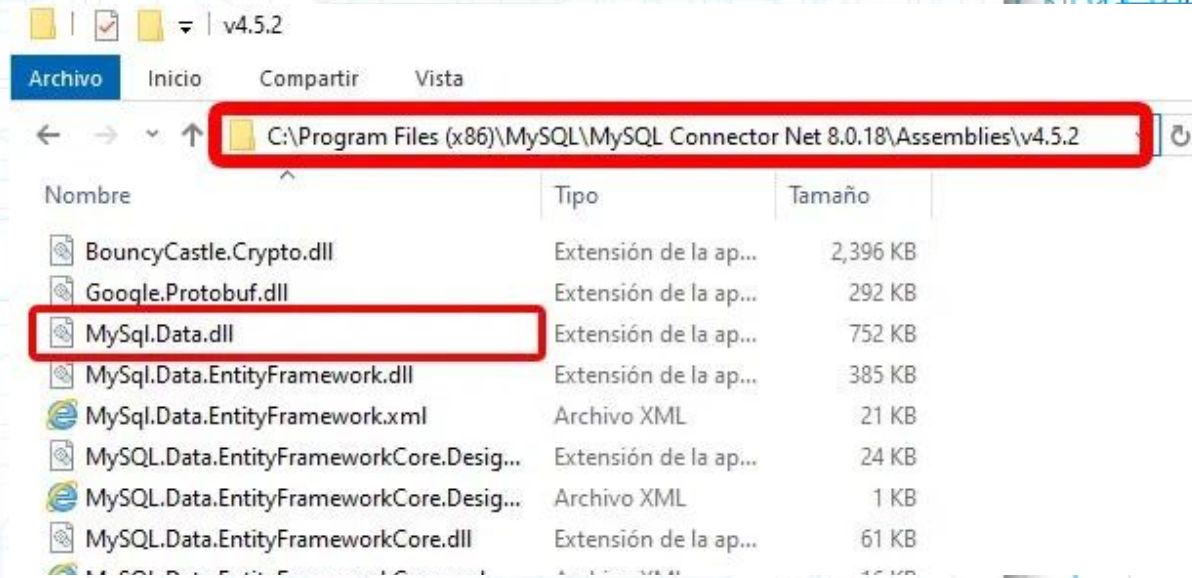 v4.5.2
Archivo Inicio Compartir Vista
C:\Program Files (x86)\MySQL\MySQL Connector Net 8.0.18\Assemblies\v4.5.2
Nombre Tipo Tamaño
BouncyCastle.Crypto.dll Extensión de la ap... 2,396 KB
Google.Protobuf.dll Extensión de la ap... 292 KB
MySql.Data.dll Extensión de la ap... 752 KB
MySql.Data.EntityFramework.dll Extensión de la ap... 385 KB
MySql.Data.EntityFramework.xml Archivo XML 21 KB
MySQL.Data.EntityFrameworkCore.Desig... Extensión de la ap... 24 KB
MySQL.Data.EntityFrameworkCore.Desig... Archivo XML 1 KB
MySQL.Data.EntityFrameworkCore.dll Extensión de la ap... 61 KB